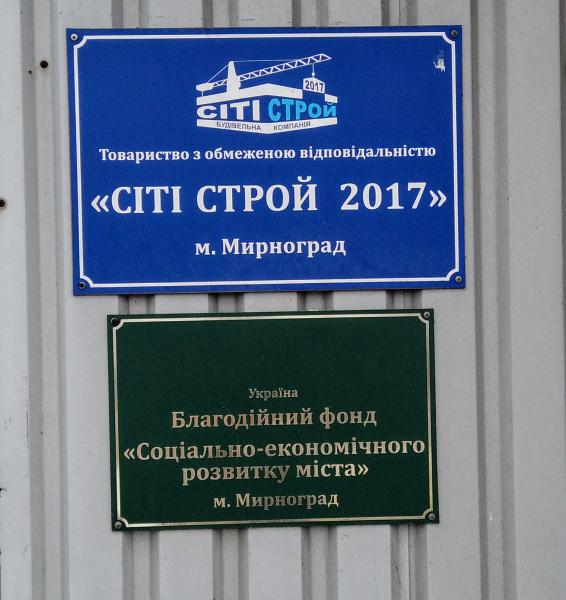 2017
СІТІ СТРОЙ
БУДІВЕЛЬНА КОМПАНІЯ
Товариство з обмеженою відповідальністю
«СІТІ СТРОЙ 2017»
м. Мирноград
Україна
Благодійний фонд
«Соціально-економічного
розвитку міста»
м. Мирноград